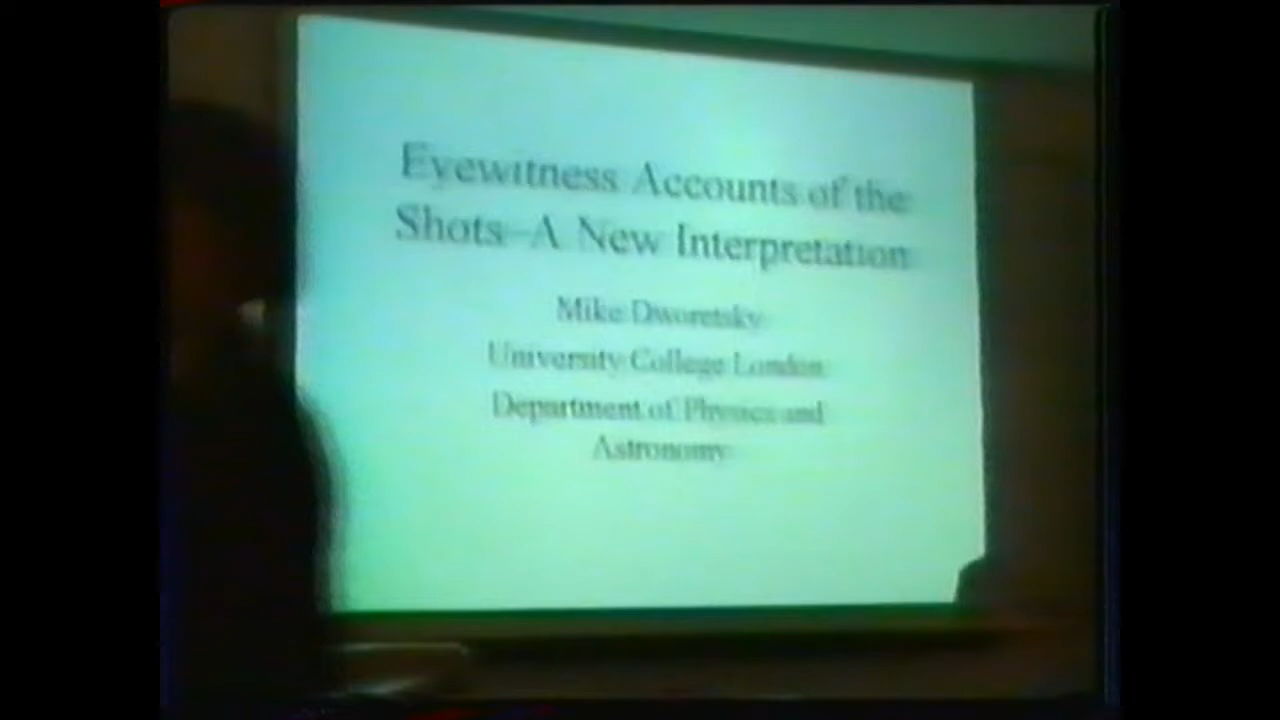 Eyewitness Accounts of the
Shots–A New Interpretation
Mike Dworetsky
University College London
Department of Physics and
Astronomy